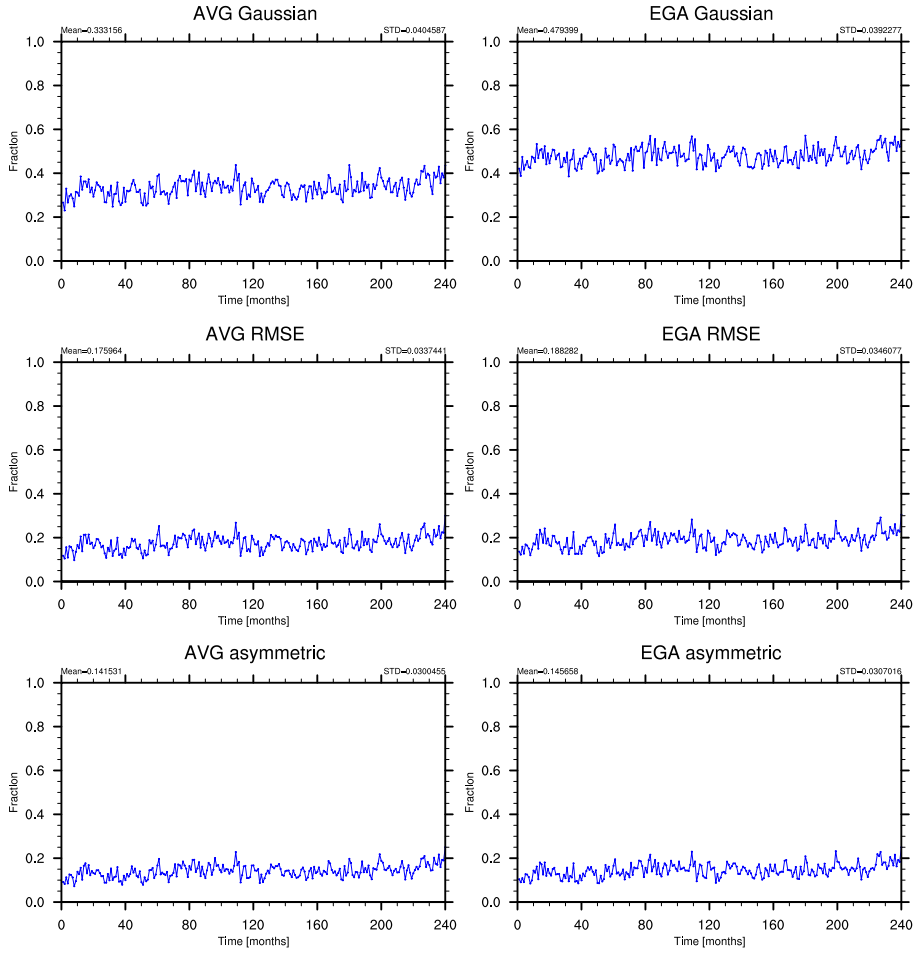 AVG Gaussian
Mean=0.333156 STD=0.0404587
1.0
0.8
0.6
0.4
0.2
0.0
Fraction
0 40 80 120 160 200 240
Time [months]
EGA Gaussian
Mean=0.479399 STD=0.0392277
1.0
0.8
0.6
0.4
0.2
0.0
Fraction
0 40 80 120 160 200 240
Time [months]
AVG RMSE
Mean=0.175964 STD=0.0337441
1.0
0.8
0.6
0.4
0.2
0.0
Fraction
0 40 80 120 160 200 240
Time [months]
EGA RMSE
Mean=0.188282 STD=0.0346077
1.0
0.8
0.6
0.4
0.2
0.0
Fraction
0 40 80 120 160 200 240
Time [months]
AVG asymmetric
Mean=0.141531 STD=0.0300455
1.0
0.8
0.6
0.4
0.2
0.0
Fraction
0 40 80 120 160 200 240
Time [months]
EGA asymmetric
Mean=0.145658 STD=0.0307016
1.0
0.8
0.6
0.4
0.2
0.0
Fraction
0 40 80 120 160 200 240
Time [months]